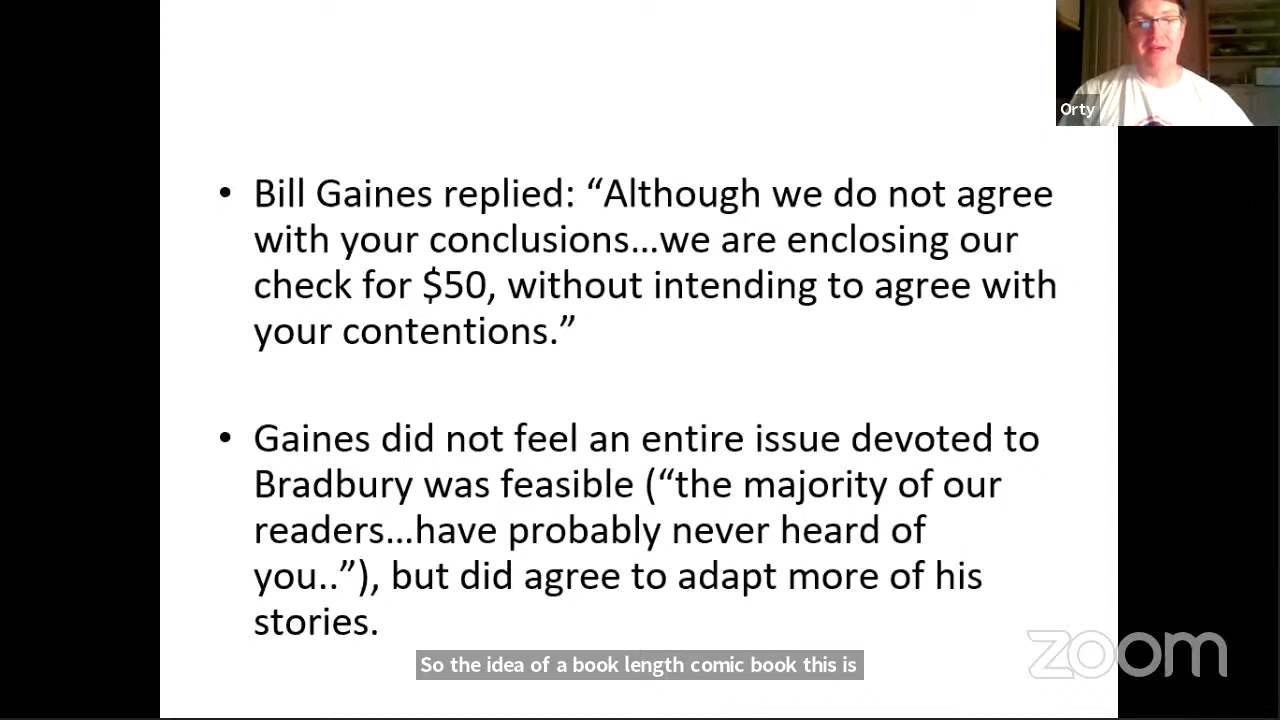 Orty
• Bill Gaines replied: “Although we do not agree
with your conclusions…we are enclosing our
check for $50, without intending to agree with
your contentions.”
• Gaines did not feel an entire issue devoted to
Bradbury was feasible (“the majority of our
readers…have probably never heard of
you..”), but did agree to adapt more of his
stories.
So the idea of a book length comic book this is
zoom